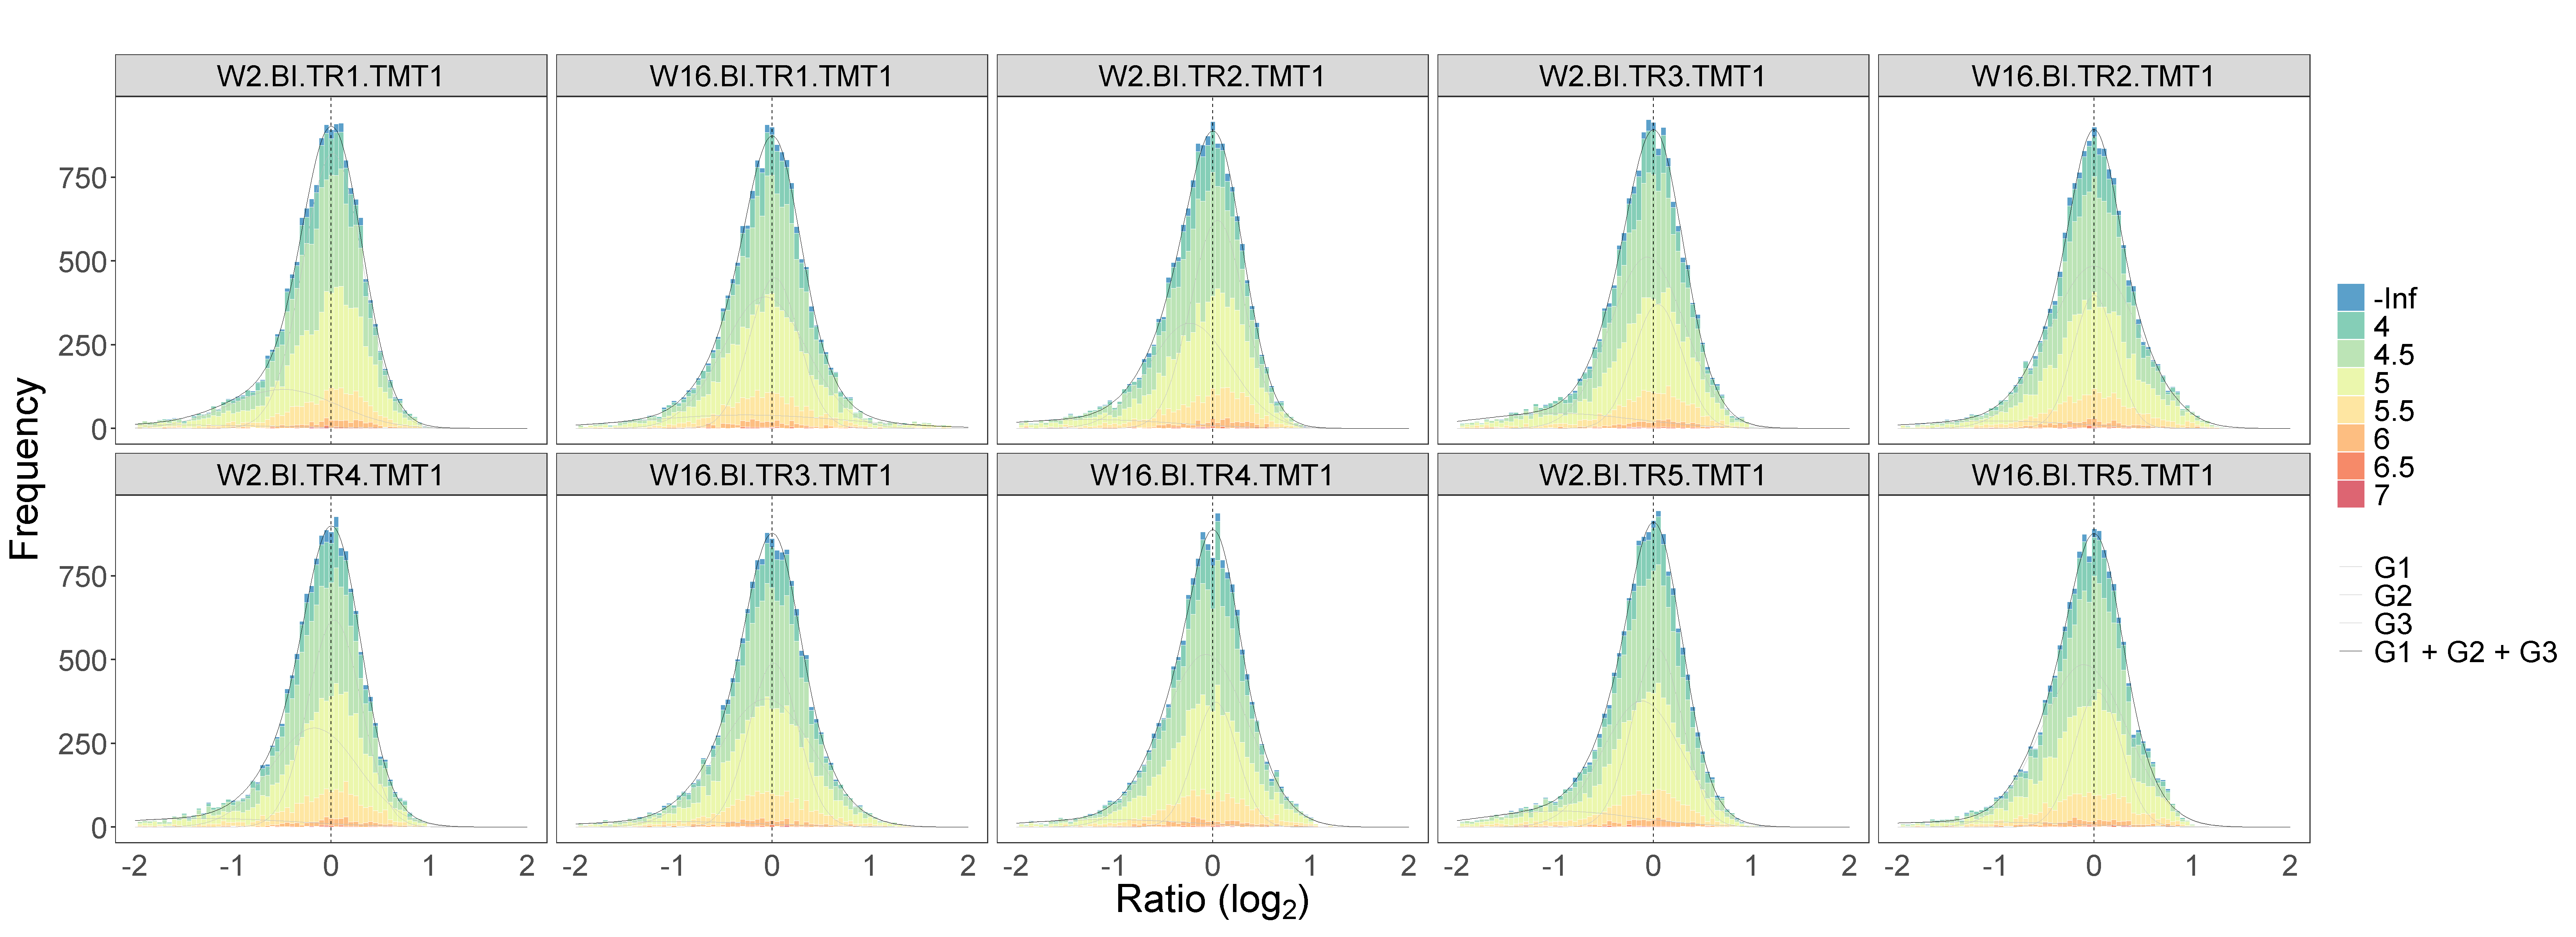 W2.BI.TR1.TMT1
W16.BI.TR1.TMT1
W2.BI.TR2.TMT1
W2.BI.TR3.TMT1
W16.BI.TR2.TMT1
750
500
250
0
W2.BI.TR4.TMT1
W16.BI.TR3.TMT1
W16.BI.TR4.TMT1
W2.BI.TR5.TMT1
W16.BI.TR5.TMT1
750
500
250
0
-2 -1 0 1 2
-2 -1 0 1 2
-2 -1 0 1 2
-2 -1 0 1 2
-2 -1 0 1 2
Frequency
Ratio (log₂)
-Inf
4
4.5
5
5.5
6
6.5
7
G1
G2
G3
G1 + G2 + G3